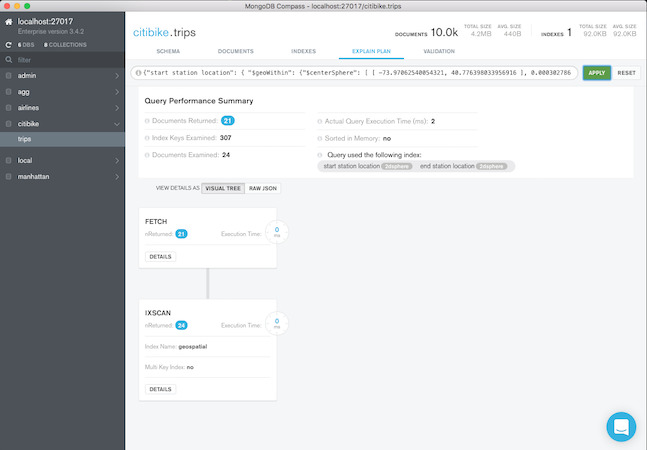 MongoDB Compass - localhost:27017/citibike.trips
localhost:27017
Enterprise version 3.4.2
6 DBS 8 COLLECTIONS
filter
admin
agg
airlines
citibike
trips
local
manhattan
citibike.trips
DOCUMENTS 10.0k
TOTAL SIZE 4.2MB
AVG. SIZE 440B
INDEXES 1
TOTAL SIZE 92.0KB
AVG. SIZE 92.0KB
SCHEMA DOCUMENTS INDEXES EXPLAIN PLAN VALIDATION
{"start station location": { "$geoWithin": {"$centerSphere": [ [ -73.97062540054321, 40.776398033956916 ], 0.000302786
APPLY RESET
Query Performance Summary
Documents Returned: 21
Index Keys Examined: 307
Documents Examined: 24
Actual Query Execution Time (ms): 2
Sorted in Memory: no
Query used the following index:
start station location 2dsphere end station location 2dsphere
VIEW DETAILS AS VISUAL TREE RAW JSON
FETCH
nReturned: 21 Execution Time: 0 ms
DETAILS
IXSCAN
nReturned: 24 Execution Time: 0 ms
Index Name: geospatial
Multi Key Index: no
DETAILS